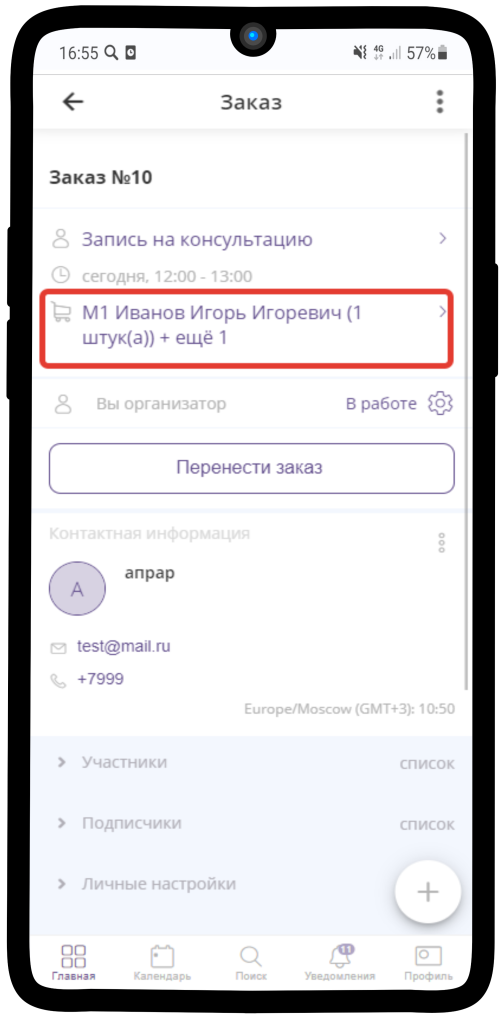 16:55 4G 57%
Заказ
Заказ №10
Запись на консультацию
сегодня, 12:00 - 13:00
М1 Иванов Игорь Игоревич (1
штук(а)) + ещё 1
Вы организатор В работе
Перенести заказ
Контактная информация
А апрар
test@mail.ru
+7999
Europe/Moscow (GMT+3): 10:50
Участники список
Подписчики список
Личные настройки
Главная Календарь Поиск Уведомления Профиль